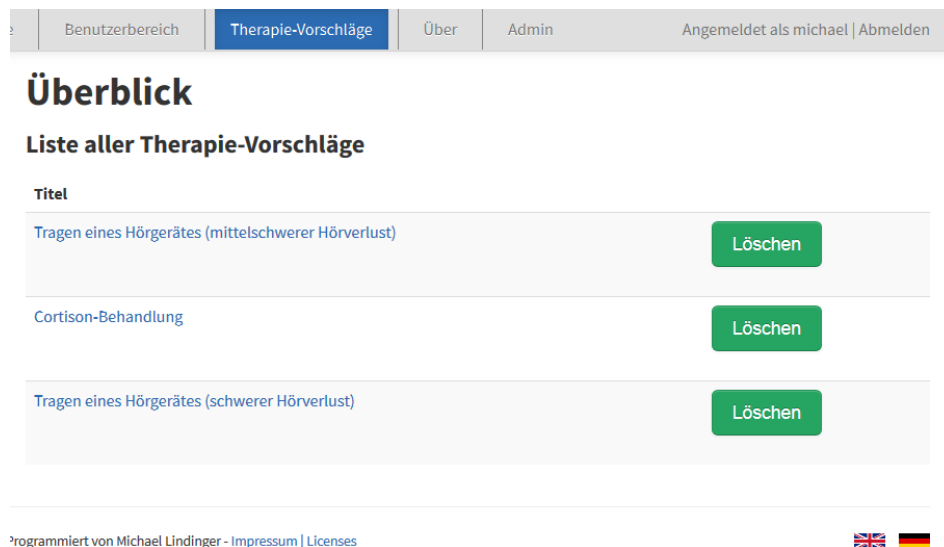 Benutzerbereich Therapie-Vorschläge Über Admin Angemeldet als michael | Abmelden
Überblick
Liste aller Therapie-Vorschläge
Titel
Tragen eines Hörgerätes (mittelschwerer Hörverlust) Löschen
Cortison-Behandlung Löschen
Tragen eines Hörgerätes (schwerer Hörverlust) Löschen
Programmiert von Michael Lindinger - Impressum | Licenses